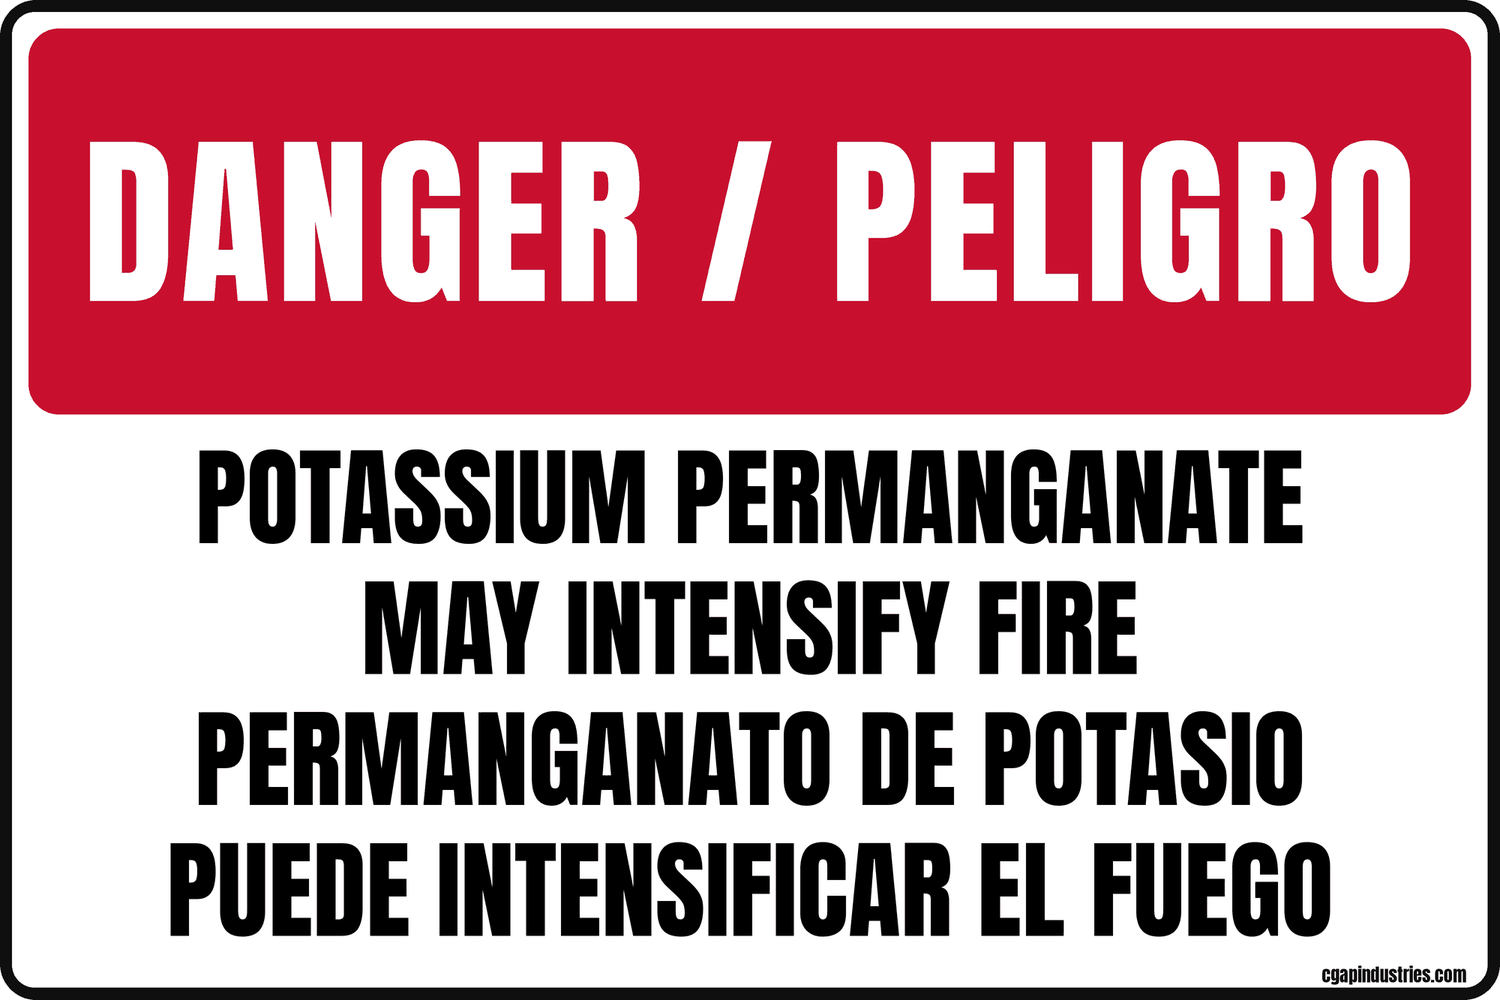 DANGER / PELIGRO
POTASSIUM PERMANGANATE
MAY INTENSIFY FIRE
PERMANGANATO DE POTASIO
PUEDE INTENSIFICAR EL FUEGO
cgapindustries.com